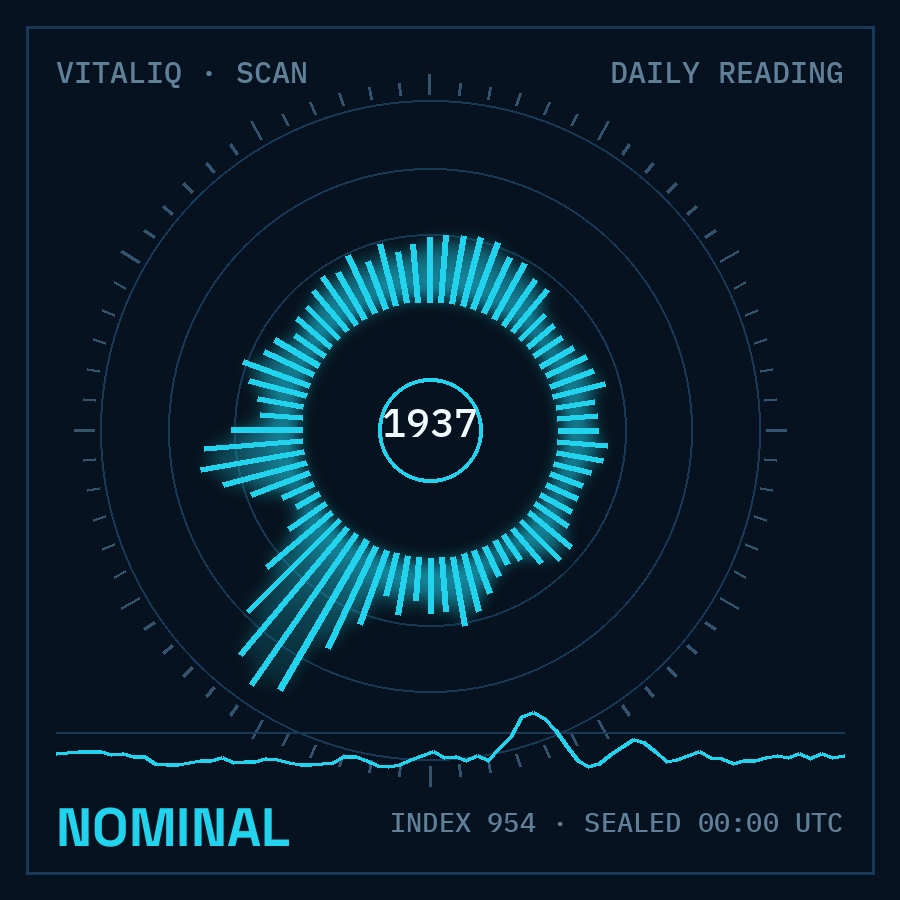 VITALIQ · SCAN
DAILY READING
1937
NOMINAL
INDEX 954 · SEALED 00:00 UTC